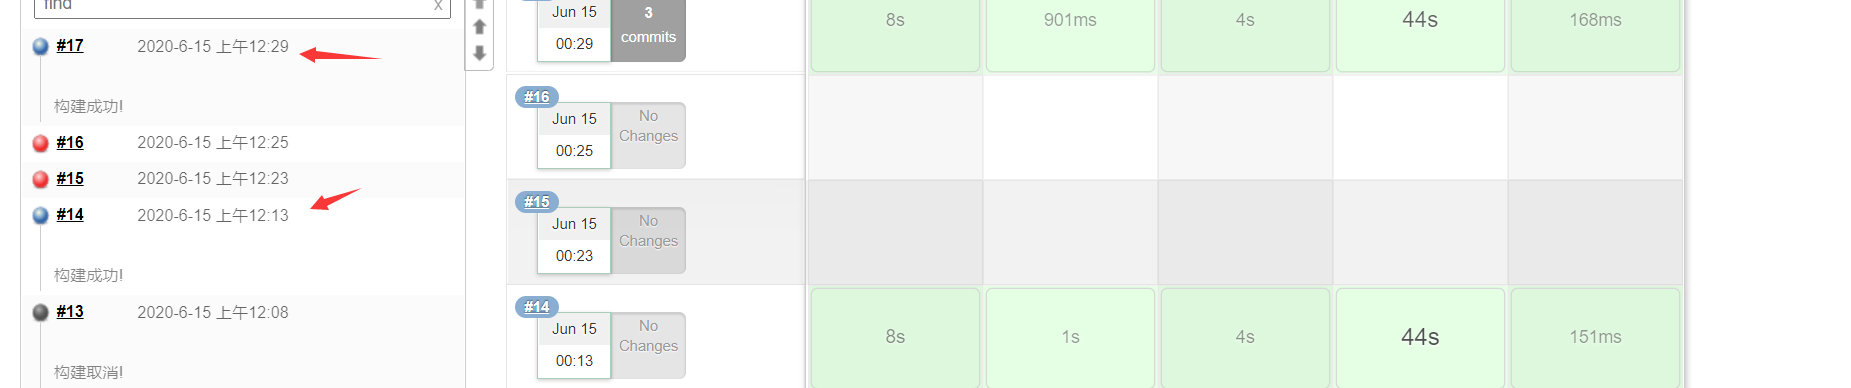 find x
#17 2020-6-15 上午12:29
构建成功!
#16 2020-6-15 上午12:25
#15 2020-6-15 上午12:23
#14 2020-6-15 上午12:13
构建成功!
#13 2020-6-15 上午12:08
构建取消!
Jun 15
00:29
3
commits
8s
901ms
4s
44s
168ms
#16
Jun 15
00:25
No
Changes
#15
Jun 15
00:23
No
Changes
#14
Jun 15
00:13
No
Changes
8s
1s
4s
44s
151ms